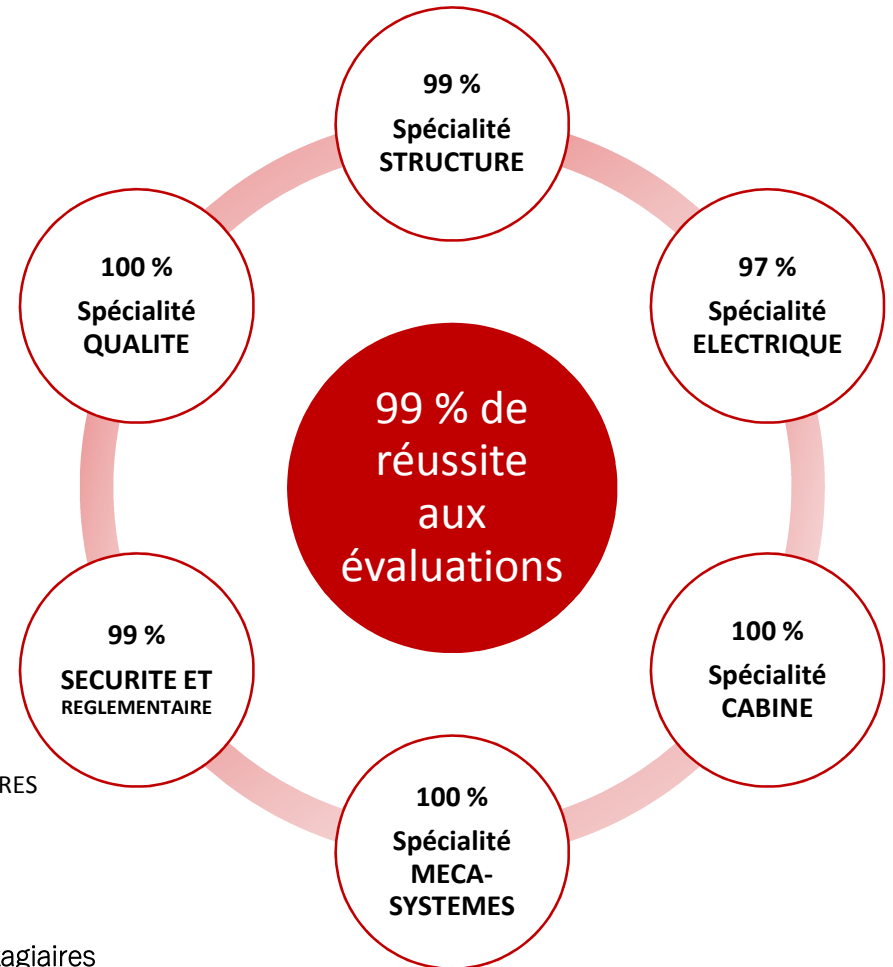 99 %
Spécialité
STRUCTURE
100 %
Spécialité
QUALITE
97 %
Spécialité
ELECTRIQUE
99 % de
réussite
aux
évaluations
99 %
SECURITE ET
REGLEMENTAIRE
100 %
Spécialité
CABINE
RES
100 %
Spécialité
MECA-
SYSTEMES
agiaires